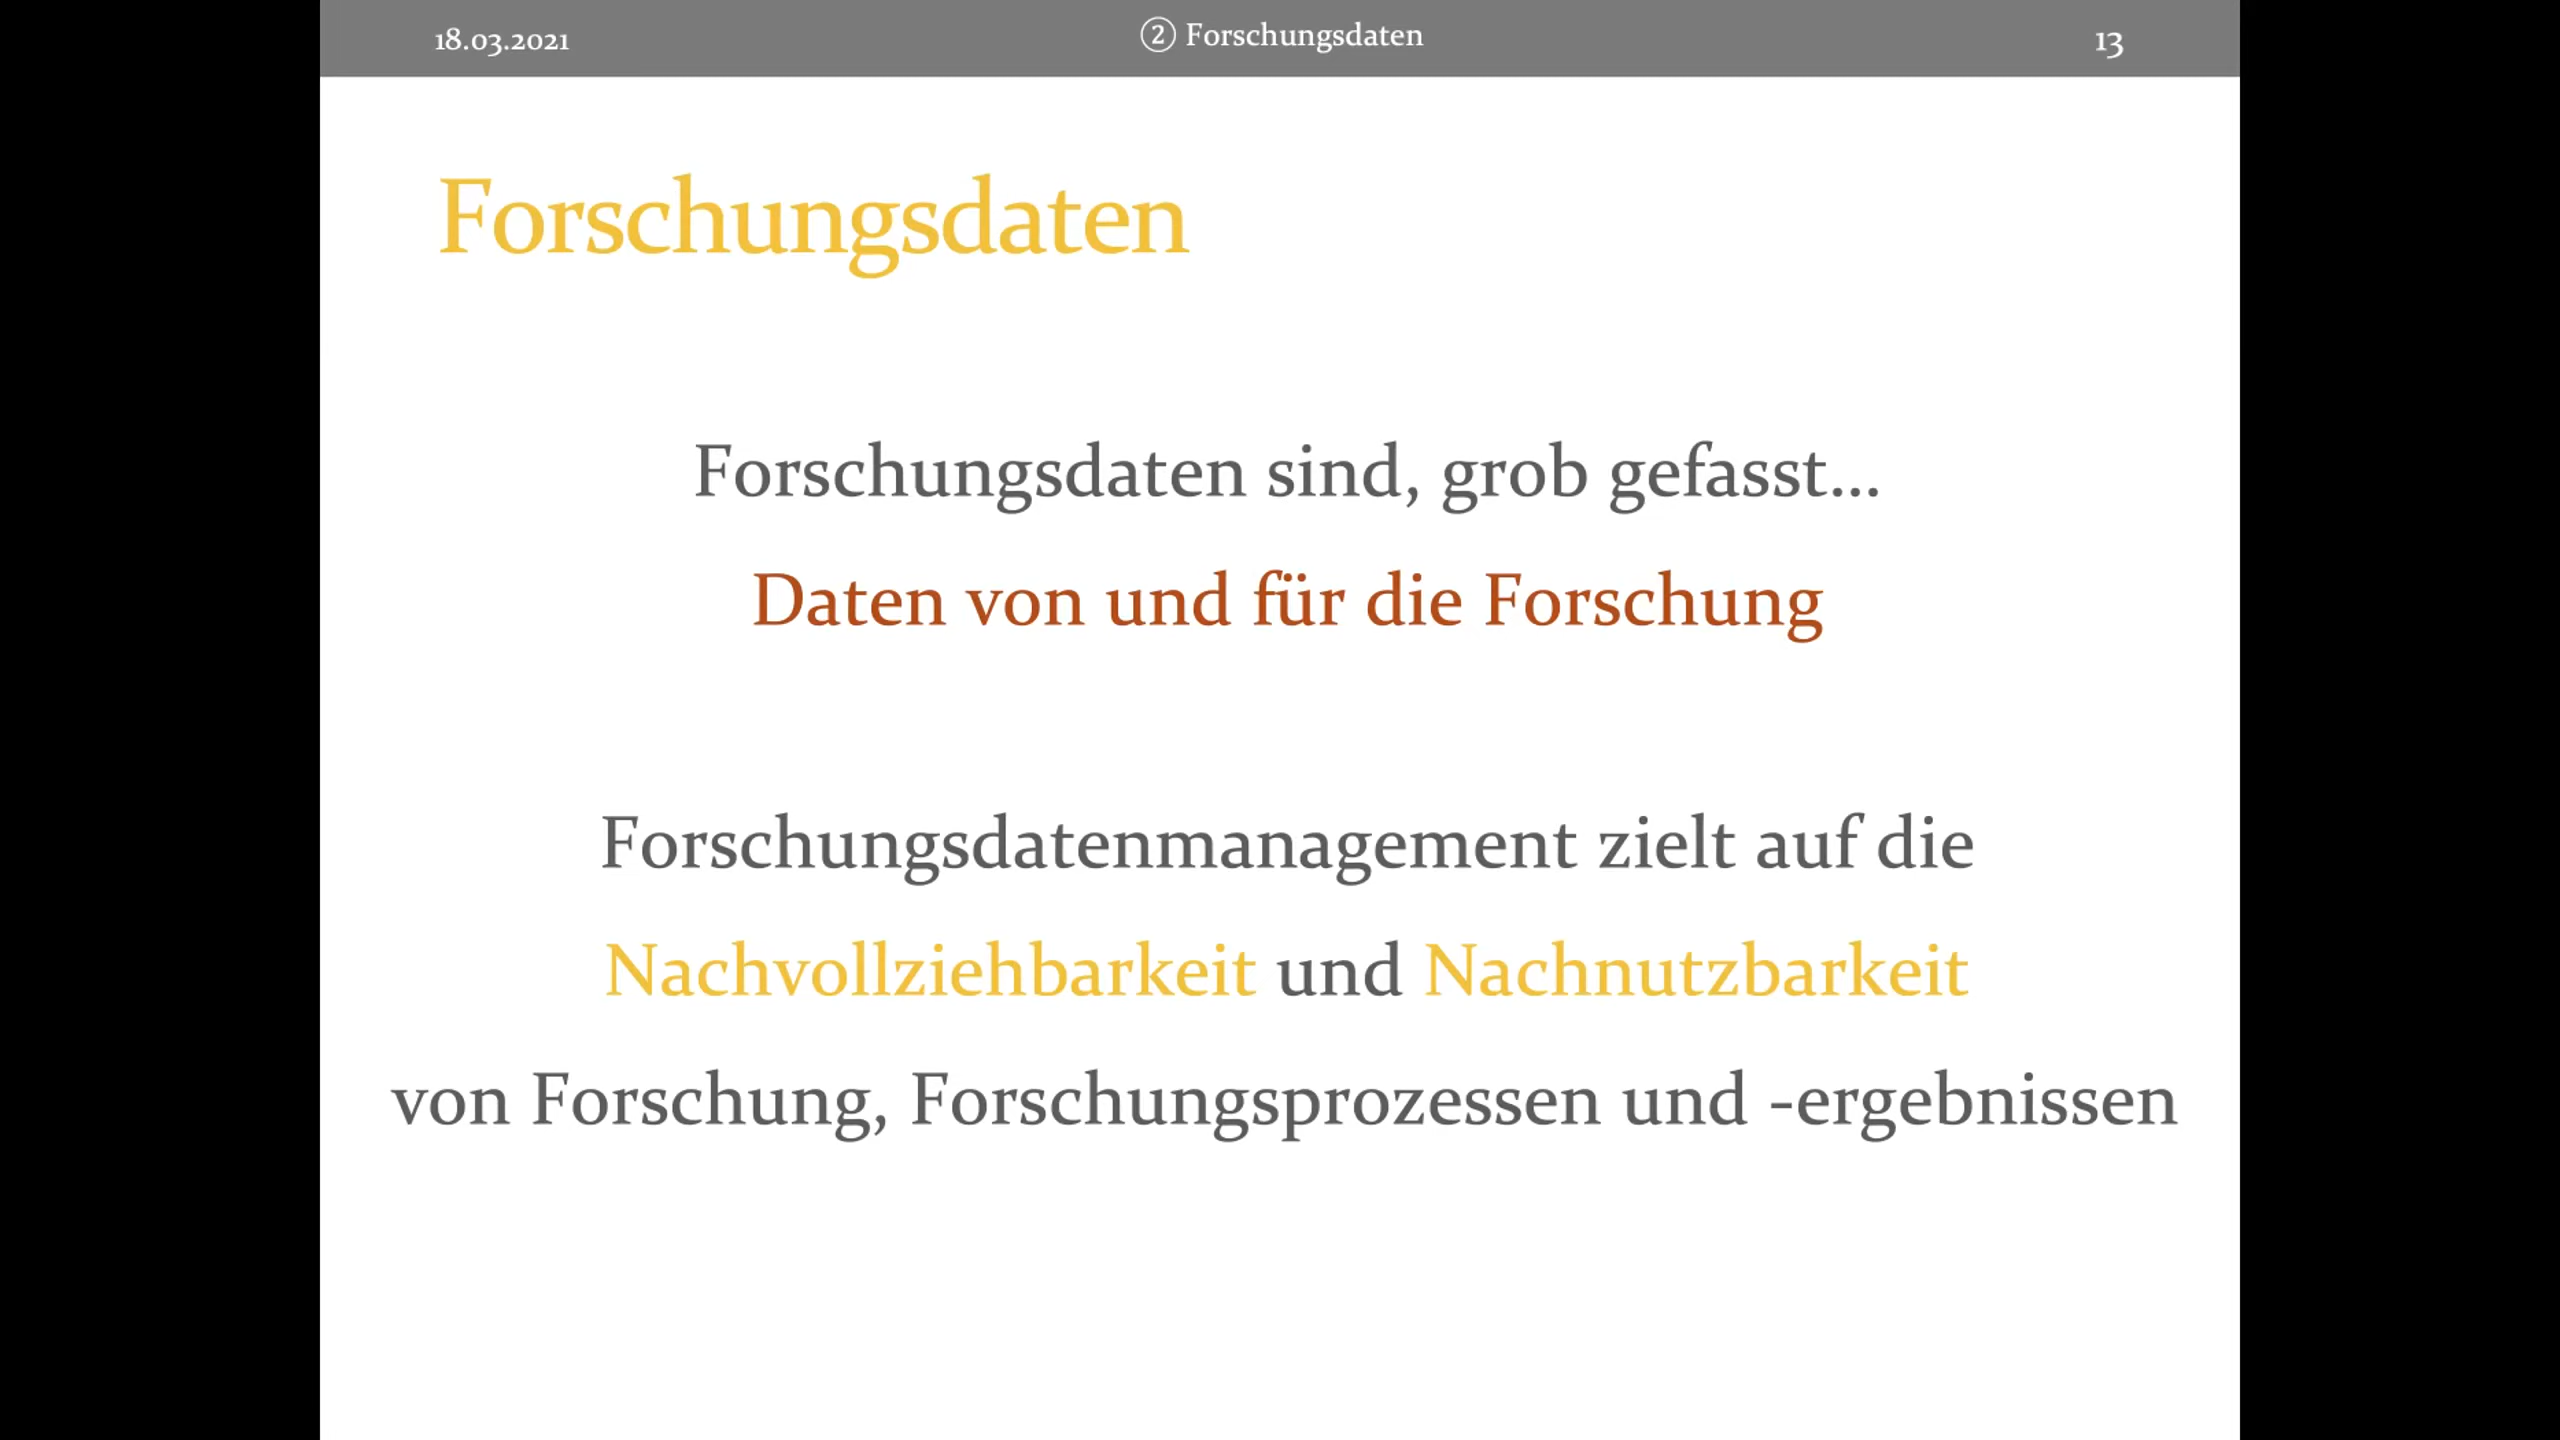 18.03.2021
② Forschungsdaten
13
Forschungsdaten
Forschungsdaten sind, grob gefasst...
Daten von und für die Forschung
Forschungsdatenmanagement zielt auf die
Nachvollziehbarkeit und Nachnutzbarkeit
von Forschung, Forschungsprozessen und -ergebnissen